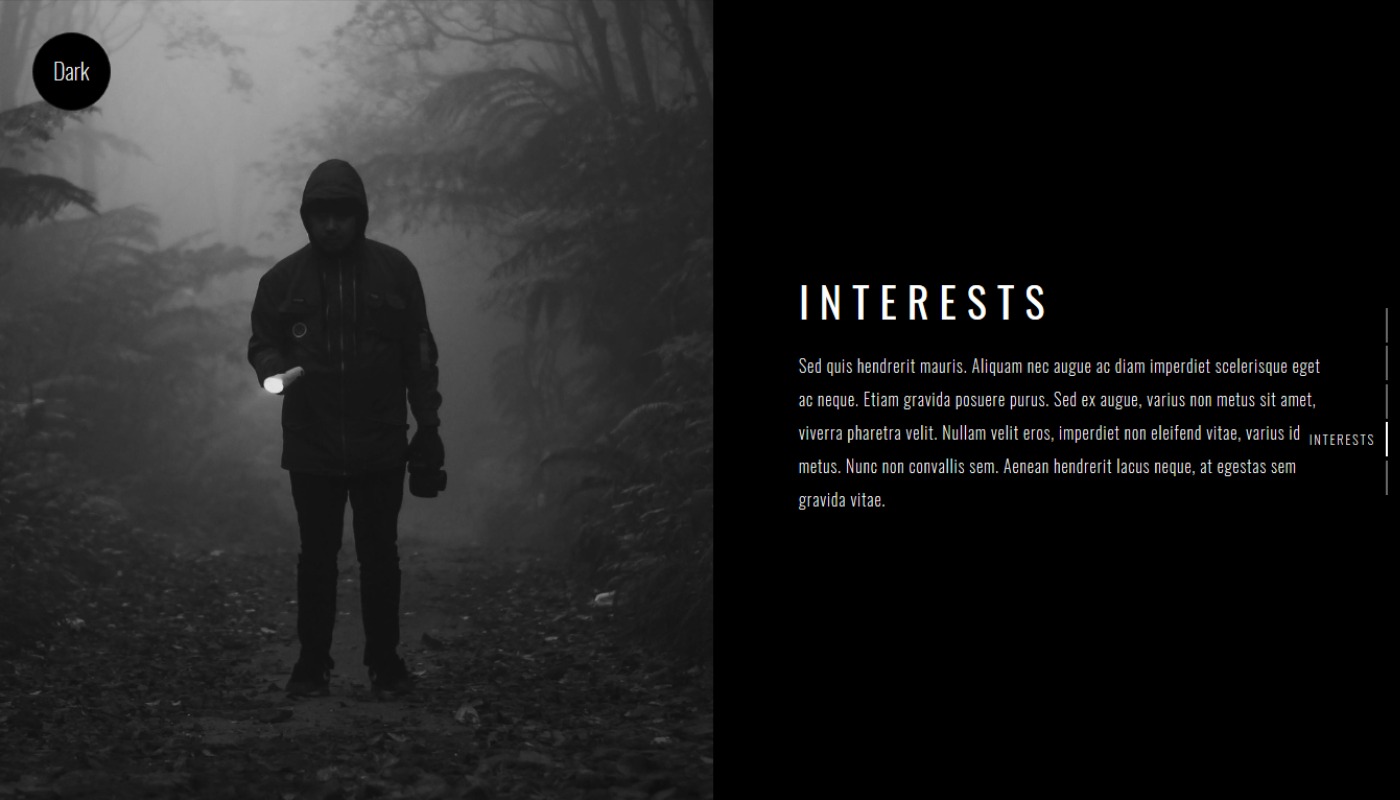 Dark
INTERESTS
Sed quis hendrerit mauris. Aliquam nec augue ac diam imperdiet scelerisque eget
ac neque. Etiam gravida posuere purus. Sed ex augue, varius non metus sit amet,
viverra pharetra velit. Nullam velit eros, imperdiet non eleifend vitae, varius id
metus. Nunc non convallis sem. Aenean hendrerit lacus neque, at egestas sem
gravida vitae.
INTERESTS